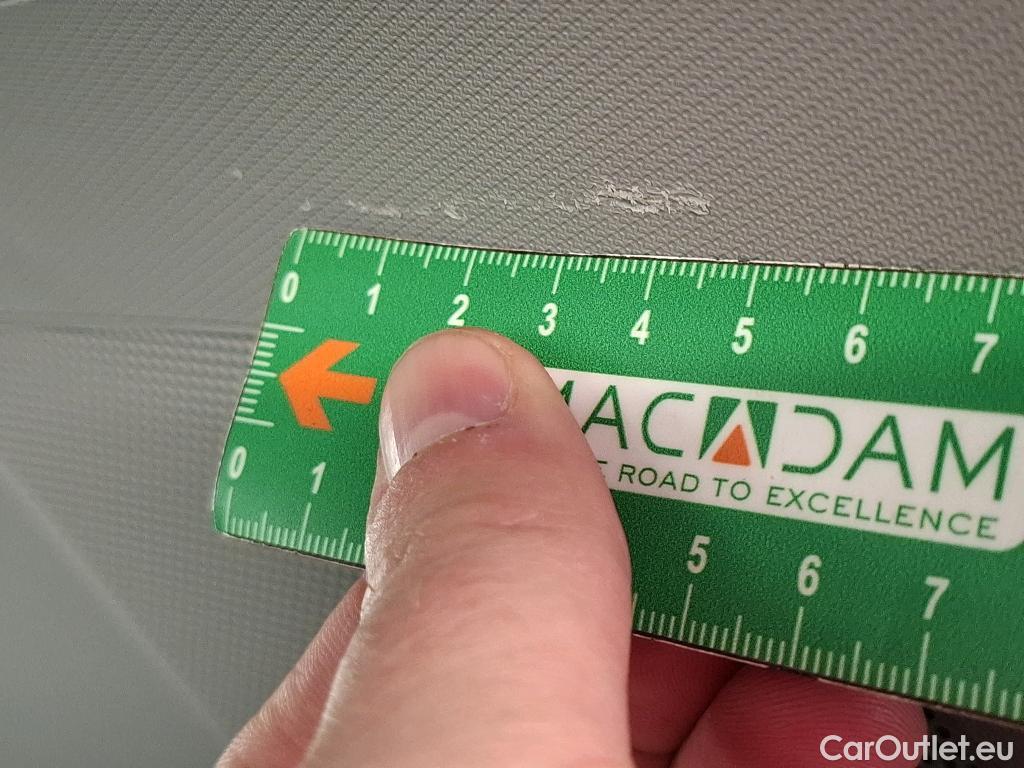 0 1 2 3 4 5 6 7
MACADAM
ROAD TO EXCELLENCE
0 1 5 6 7
CarOutlet.eu